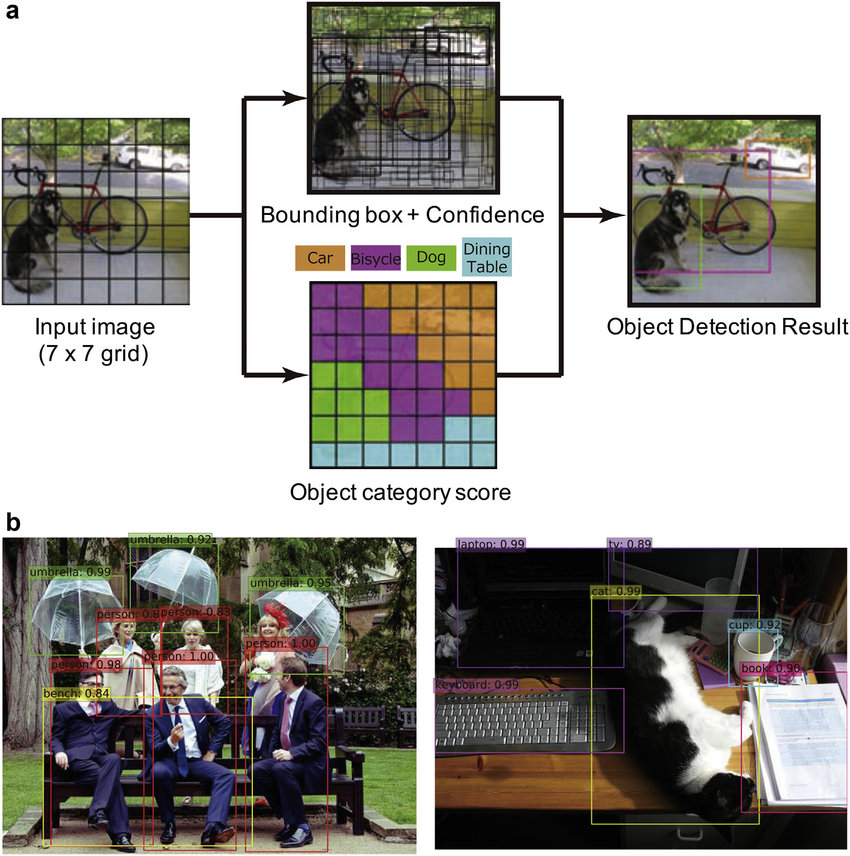 a
Bounding box + Confidence
Car
Bisycle
Dog
Dining
Table
Input image
(7 x 7 grid)
Object Detection Result
Object category score
b
umbrella: 0.92
umbrella: 0.99
umbrella: 0.95
person: 0.8
person: 0.83
person: 1.00
person: 0.98
person: 1.00
bench: 0.84
laptop: 0.99
tv: 0.89
cat: 0.99
cup: 0.92
book: 0.90
keyboard: 0.99